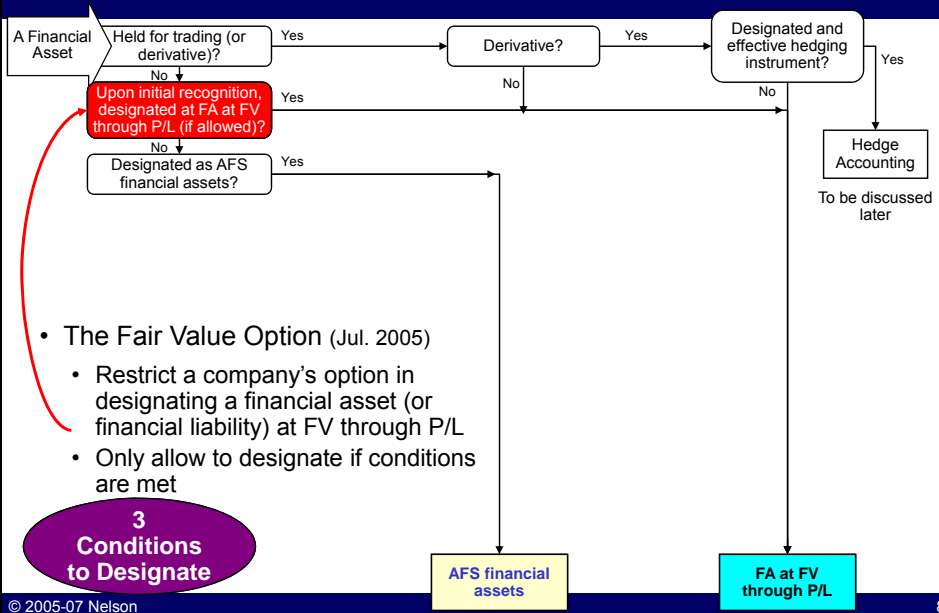 A Financial
Asset
Held for trading (or
derivative)?
Yes
Derivative?
Yes
Designated and
effective hedging
instrument?
Yes
No
No
No
Upon initial recognition,
designated at FA at FV
through P/L (if allowed)?
Yes
Hedge
Accounting
No
Designated as AFS
financial assets?
Yes
To be discussed
later
• The Fair Value Option (Jul. 2005)
• Restrict a company's option in
designating a financial asset (or
financial liability) at FV through P/L
• Only allow to designate if conditions
are met
3
Conditions
to Designate
AFS financial
assets
FA at FV
through P/L
© 2005-07 Nelson